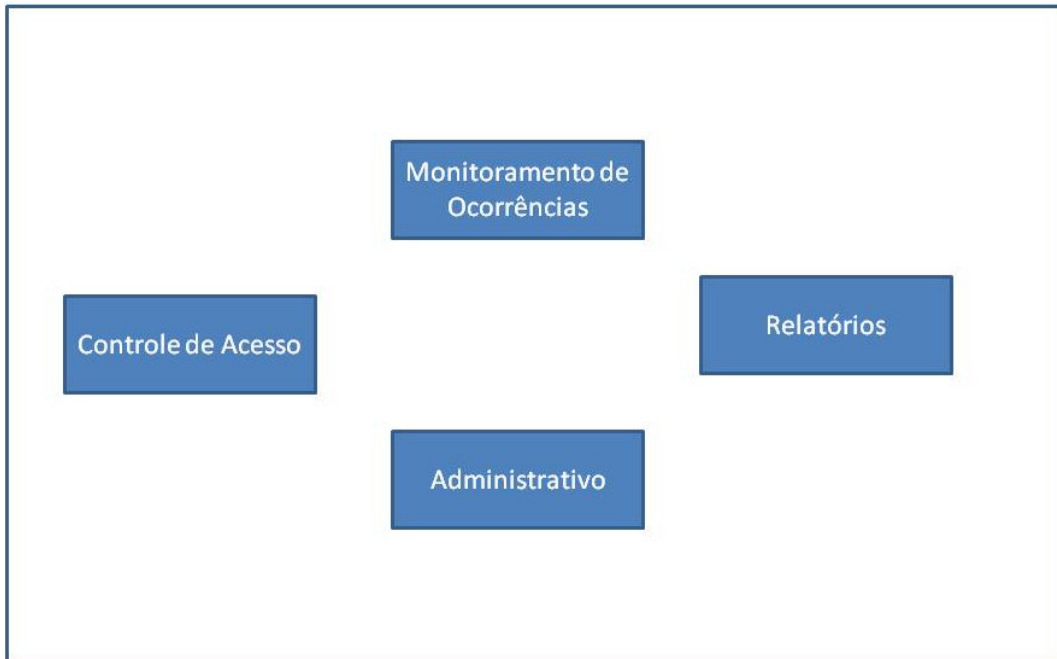 Monitoramento de
Ocorrências
Relatórios
Controle de Acesso
Administrativo